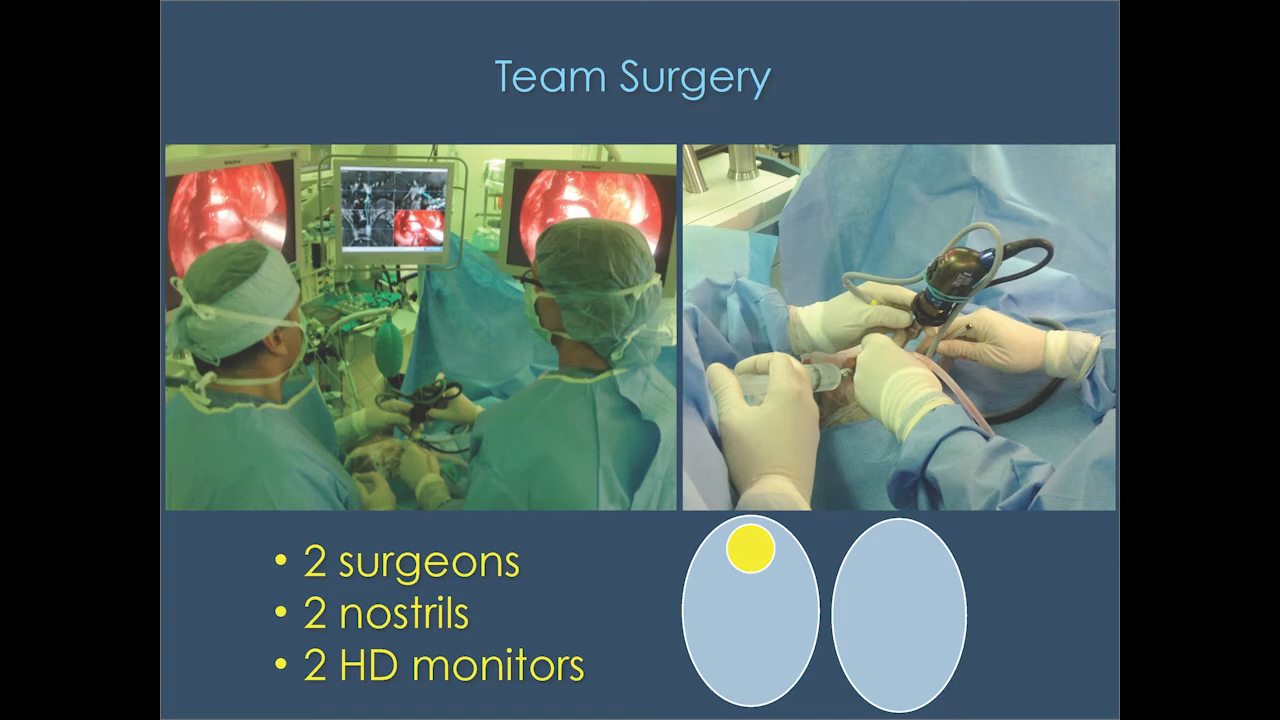 Team Surgery
• 2 surgeons
• 2 nostrils
• 2 HD monitors